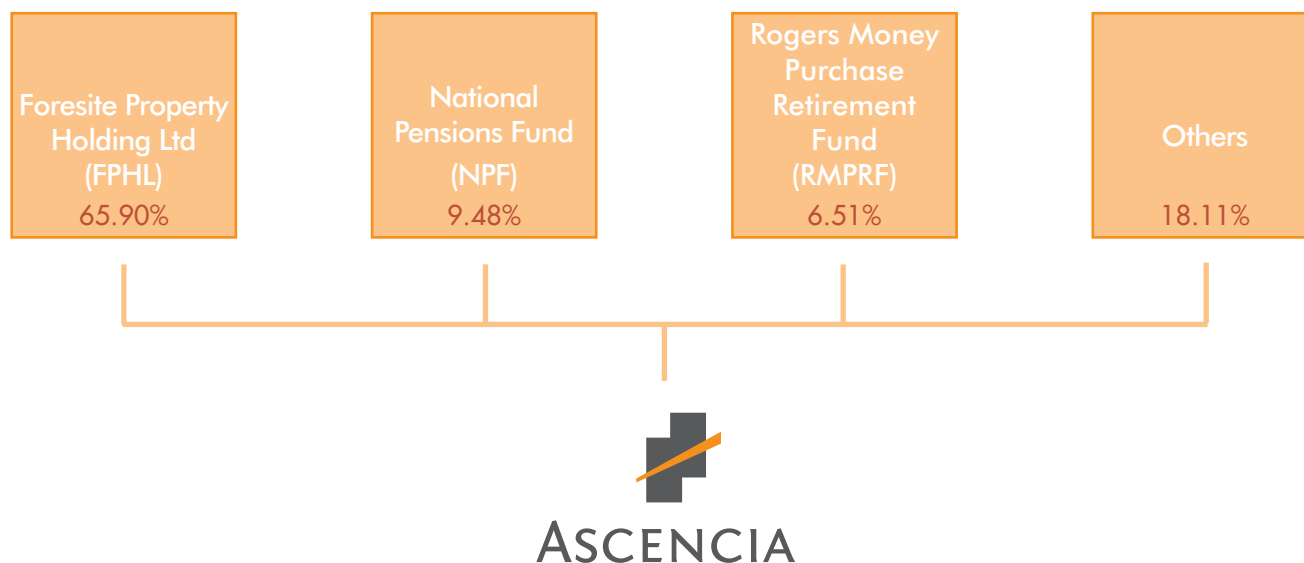 Foresite Property
Holding Ltd
(FPHL)
65.90%
National
Pensions Fund
(NPF)
9.48%
Rogers Money
Purchase
Retirement
Fund
(RMPRF)
6.51%
Others
18.11%
ASCENCIA